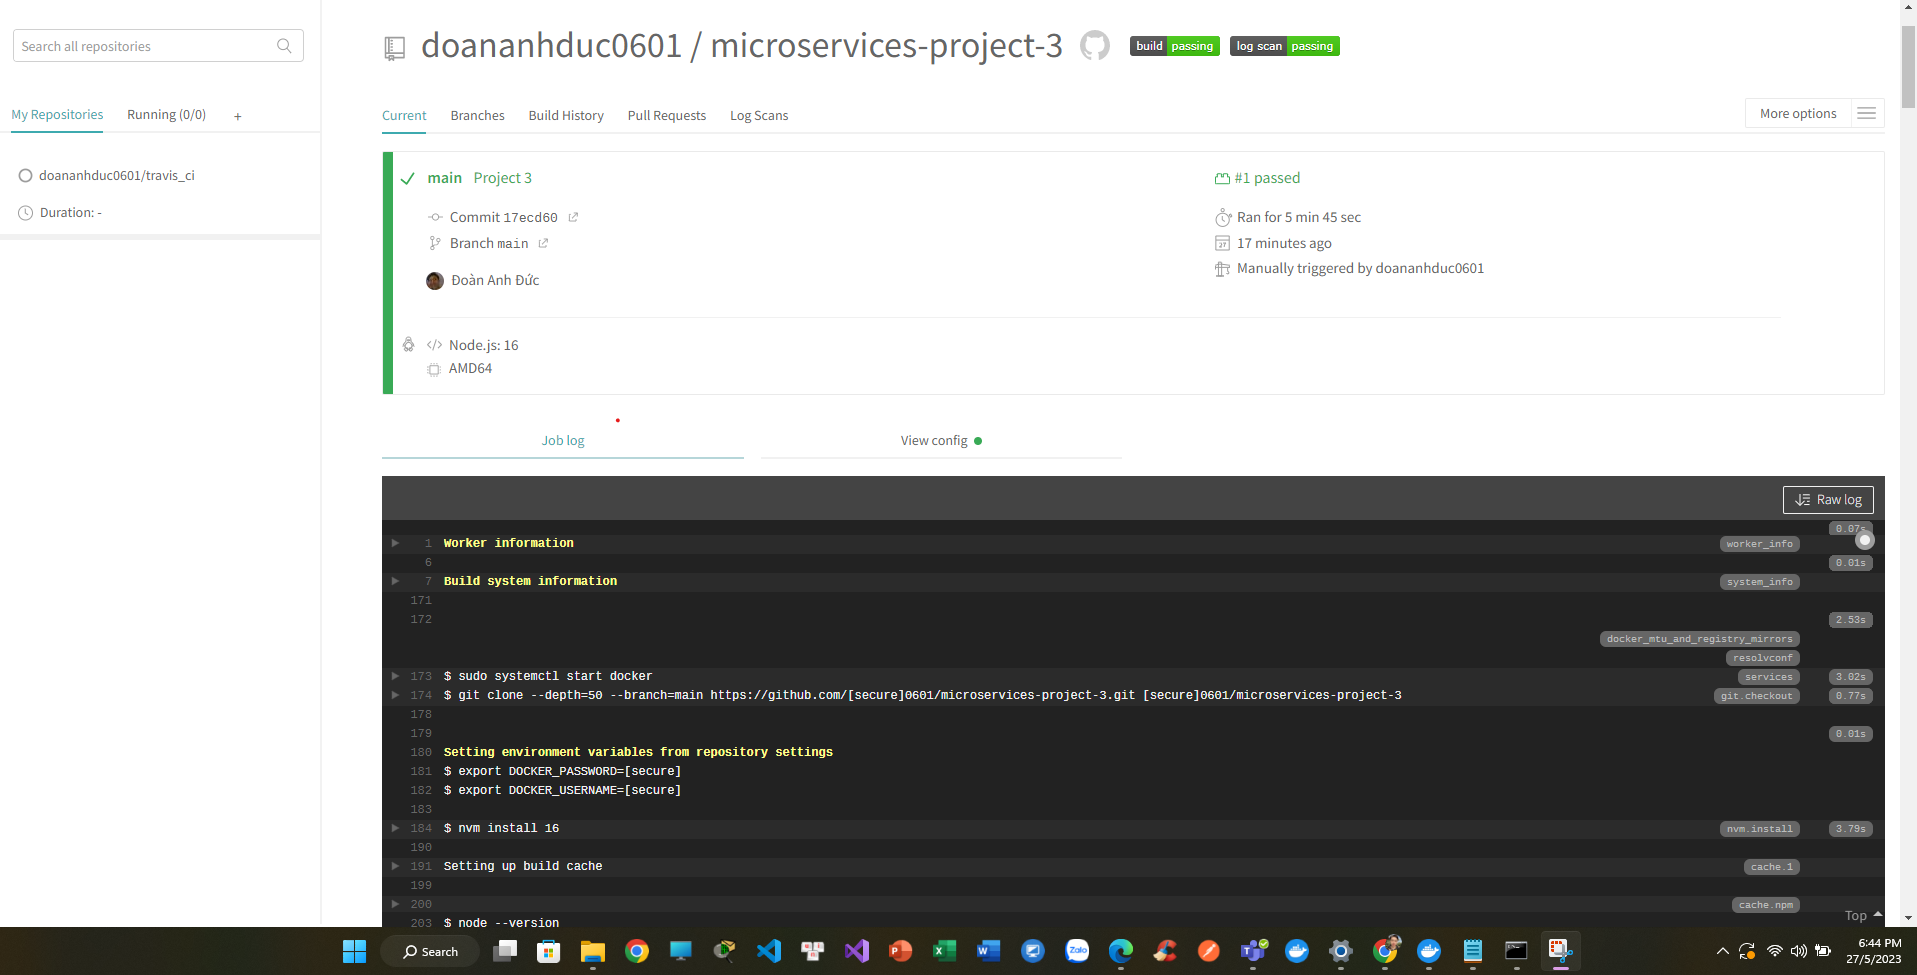 Search all repositories
My Repositories
Running (0/0)
+
doananhduc0601/travis_ci
Duration: -
doananhduc0601 / microservices-project-3
build passing
log scan passing
Current
Branches
Build History
Pull Requests
Log Scans
More options
main Project 3
Commit 17ecd60
Branch main
Đoàn Anh Đức
#1 passed
Ran for 5 min 45 sec
17 minutes ago
Manually triggered by doananhduc0601
Node.js: 16
AMD64
Job log
View config
Raw log
0.07s
1 Worker information worker_info
6 0.01s
7 Build system information system_info
171
172 2.53s
docker_mtu_and_registry_mirrors
resolvconf
173 $ sudo systemctl start docker services 3.02s
174 $ git clone --depth=50 --branch=main https://github.com/[secure]0601/microservices-project-3.git [secure]0601/microservices-project-3 git.checkout 0.77s
178
179 0.01s
180 Setting environment variables from repository settings
181 $ export DOCKER_PASSWORD=[secure]
182 $ export DOCKER_USERNAME=[secure]
183
184 $ nvm install 16 nvm.install 3.79s
190
191 Setting up build cache cache.1
199
200 cache.npm
203 $ node --version
Top
Search
Zalo
6:44 PM
27/5/2023